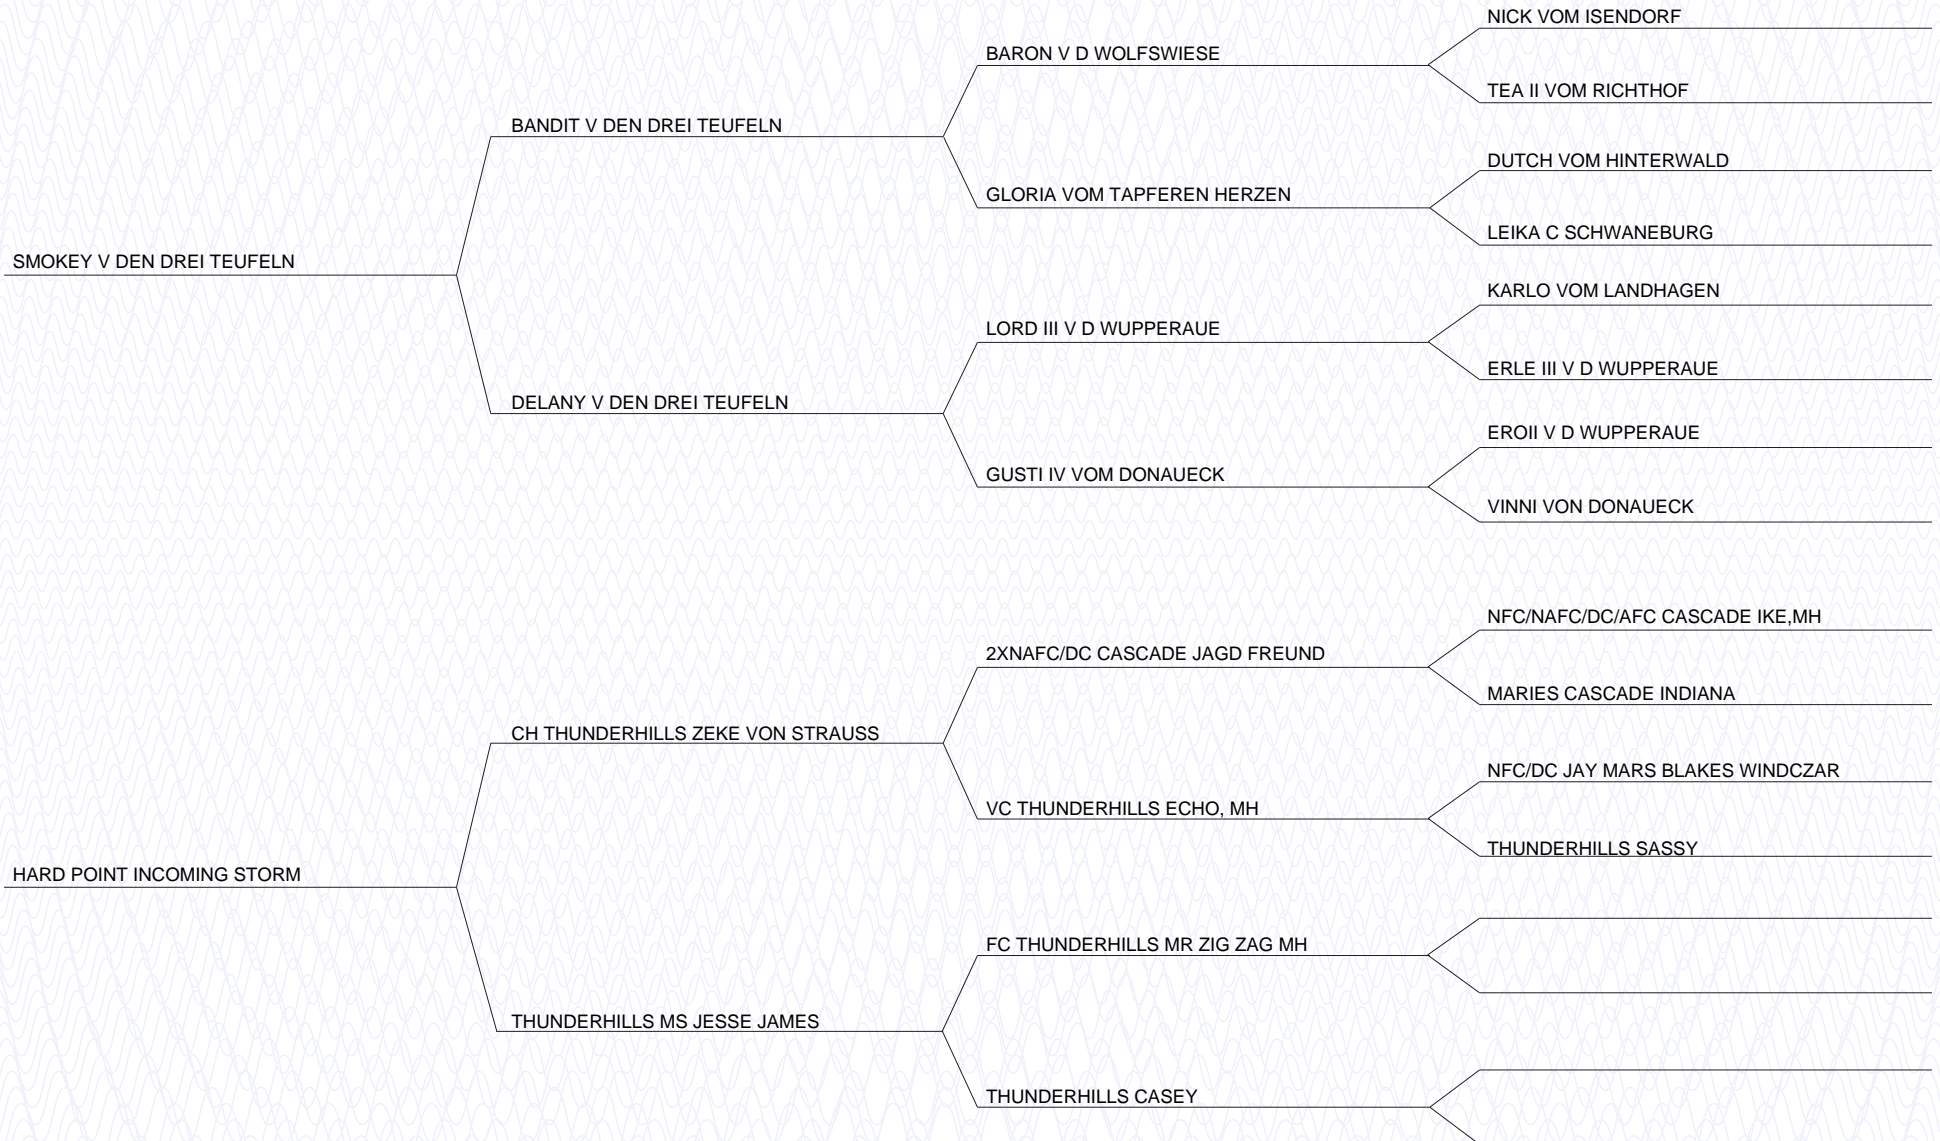 NICK VOM ISENDORF
BARON V D WOLFSWIESE
TEA II VOM RICHTHOF
BANDIT V DEN DREI TEUFELN
DUTCH VOM HINTERWALD
GLORIA VOM TAPFEREN HERZEN
LEIKA C SCHWANEBURG
SMOKEY V DEN DREI TEUFELN
KARLO VOM LANDHAGEN
LORD III V D WUPPERAUE
ERLE III V D WUPPERAUE
DELANY V DEN DREI TEUFELN
EROII V D WUPPERAUE
GUSTI IV VOM DONAUECK
VINNI VON DONAUECK
NFC/NAFC/DC/AFC CASCADE IKE,MH
2XNAFC/DC CASCADE JAGD FREUND
MARIES CASCADE INDIANA
CH THUNDERHILLS ZEKE VON STRAUSS
NFC/DC JAY MARS BLAKES WINDCZAR
VC THUNDERHILLS ECHO, MH
THUNDERHILLS SASSY
HARD POINT INCOMING STORM
FC THUNDERHILLS MR ZIG ZAG MH
THUNDERHILLS MS JESSE JAMES
THUNDERHILLS CASEY